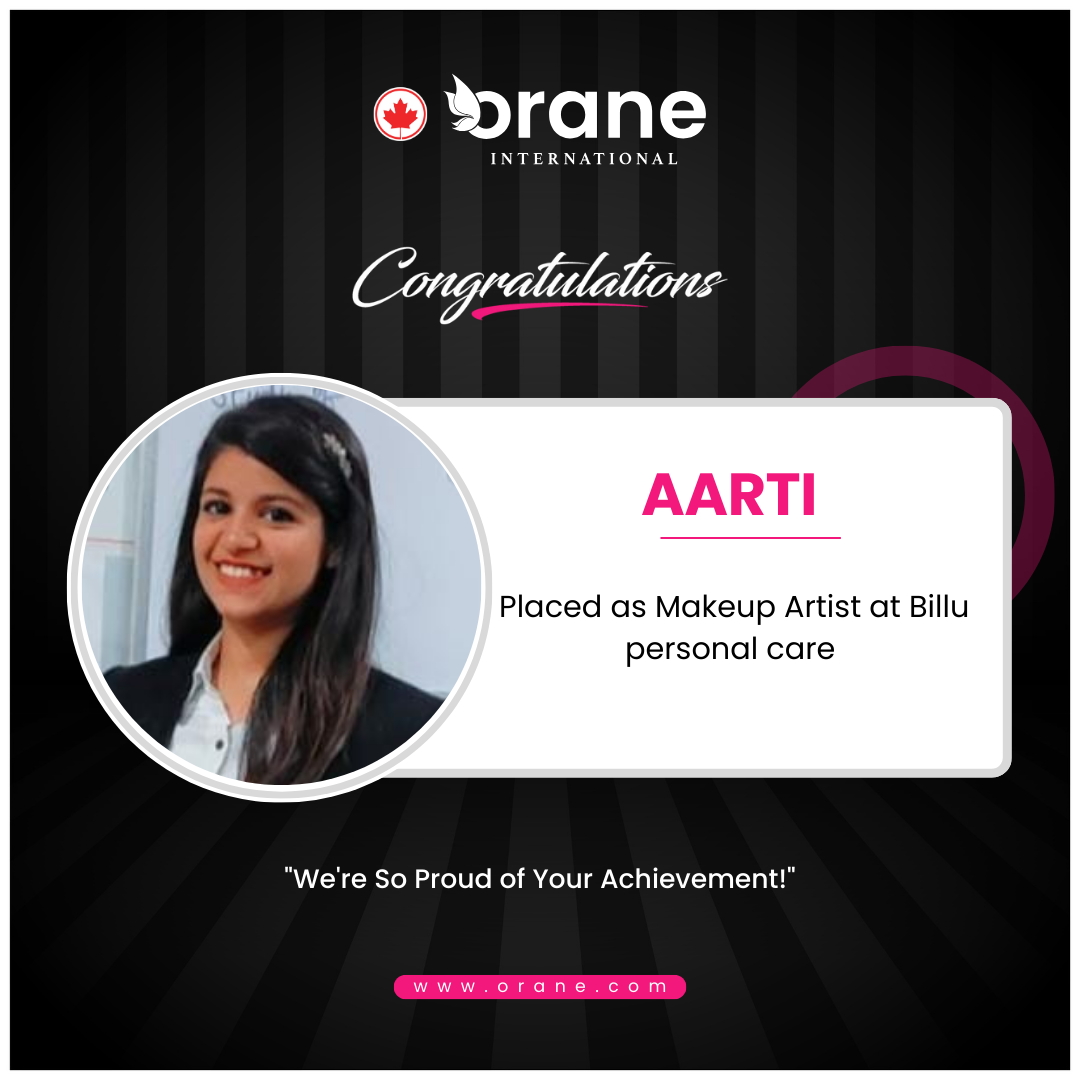 orane
INTERNATIONAL
Congratulations
AARTI
Placed as Makeup Artist at Billu
personal care
"We're So Proud of Your Achievement!"
www.orane.com